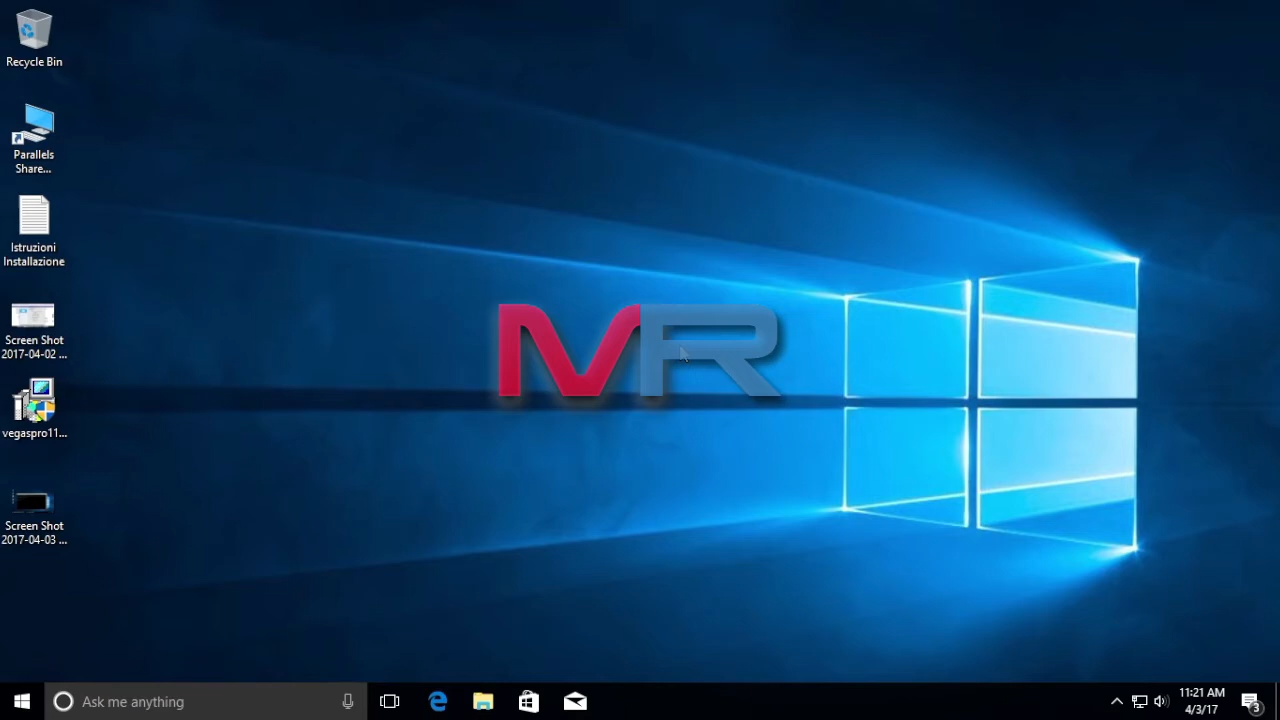 Recycle Bin
Parallels
Share...
Istruzioni
Installazione
Screen Shot
2017-04-02 ...
vegaspro11...
Screen Shot
2017-04-03 ...
MR
Ask me anything
11:21 AM
4/3/17
3